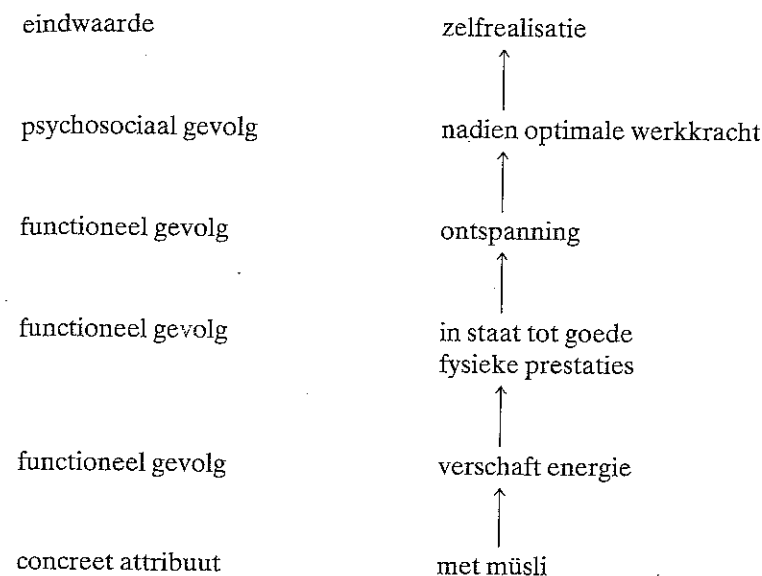 eindwaarde zelfrealisatie
psychosociaal gevolg nadien optimale werkkracht
functioneel gevolg ontspanning
functioneel gevolg in staat tot goede
fysieke prestaties
functioneel gevolg verschaft energie
concreet attribuut met müsli